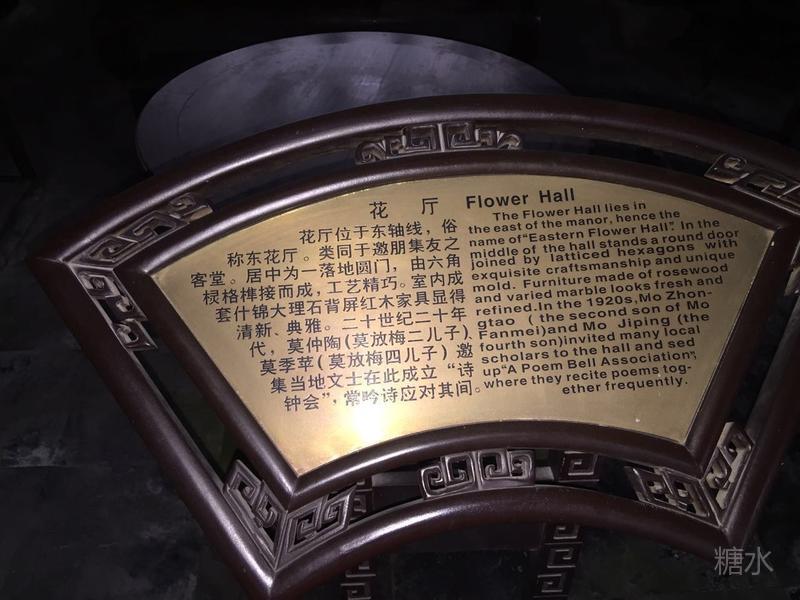 花 厅 Flower Hall
花厅位于东轴线，俗
称东花厅。类同于邀朋集友之
客堂。居中为一落地圆门，由六角
棂格榫接而成，工艺精巧。室内成
套什锦大理石背屏红木家具显得
清新、典雅。二十世纪二十年
代，莫仲陶(莫放梅二儿子)
莫季苹(莫放梅四儿子)邀
集当地文士在此成立“诗
钟会”，常吟诗应对其间。
The Flower Hall lies in
the east of the manor, hence the
name of“Eastern Flower Hall”. In the
middle of the hall stands a round door
joined by latticed hexagons with
exquisite craftsmanship and unique
mold. Furniture made of rosewood
and varied marble looks fresh and
refined. In the 1920s, Mo Zhon-
gtao ( the second son of Mo
Fanmei)and Mo Jiping (the
fourth son)invited many local
scholars to the hall and sed
up“A Poem Bell Association”,
where they recite poems tog-
ether frequently.
糖水